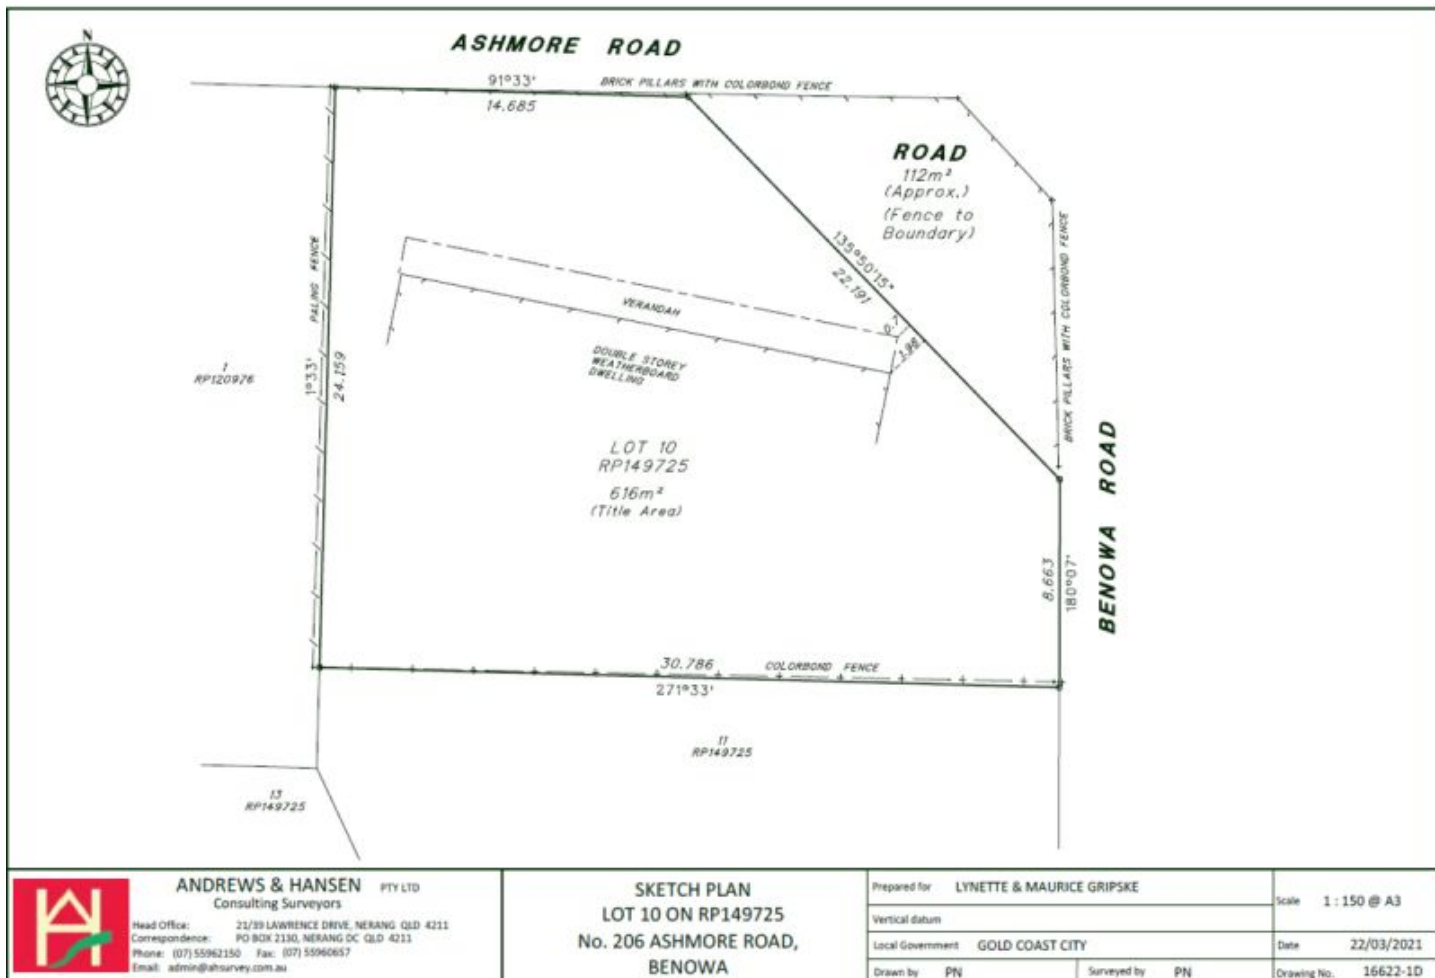 N
ASHMORE ROAD
91°33'
BRICK PILLARS WITH COLORBOND FENCE
14.685
ROAD
112m²
(Approx.)
(Fence to
Boundary)
135°50'15"
22.191
BRICK PILLARS WITH COLORBOND FENCE
PALING FENCE
VERANDAH
0.7
1.98
DOUBLE STOREY
WEATHERBOARD
DWELLING
1
RP120976
1°33'
24.159
LOT 10
RP149725
616m²
(Title Area)
BENOWA ROAD
8.663
180°07'
30.786
COLORBOND FENCE
271°33'
11
RP149725
13
RP149725
ANDREWS & HANSEN PTY LTD
Consulting Surveyors
Head Office: 21/39 LAWRENCE DRIVE, NERANG QLD 4211
Correspondence: PO BOX 2130, NERANG DC QLD 4211
Phone: (07) 55962150 Fax: (07) 55960657
Email: admin@ahsurvey.com.au
SKETCH PLAN
LOT 10 ON RP149725
No. 206 ASHMORE ROAD,
BENOWA
Prepared for LYNETTE & MAURICE GRIPSKE
Vertical datum
Local Government GOLD COAST CITY
Drawn by PN
Surveyed by PN
Scale 1 : 150 @ A3
Date 22/03/2021
Drawing No. 16622-1D